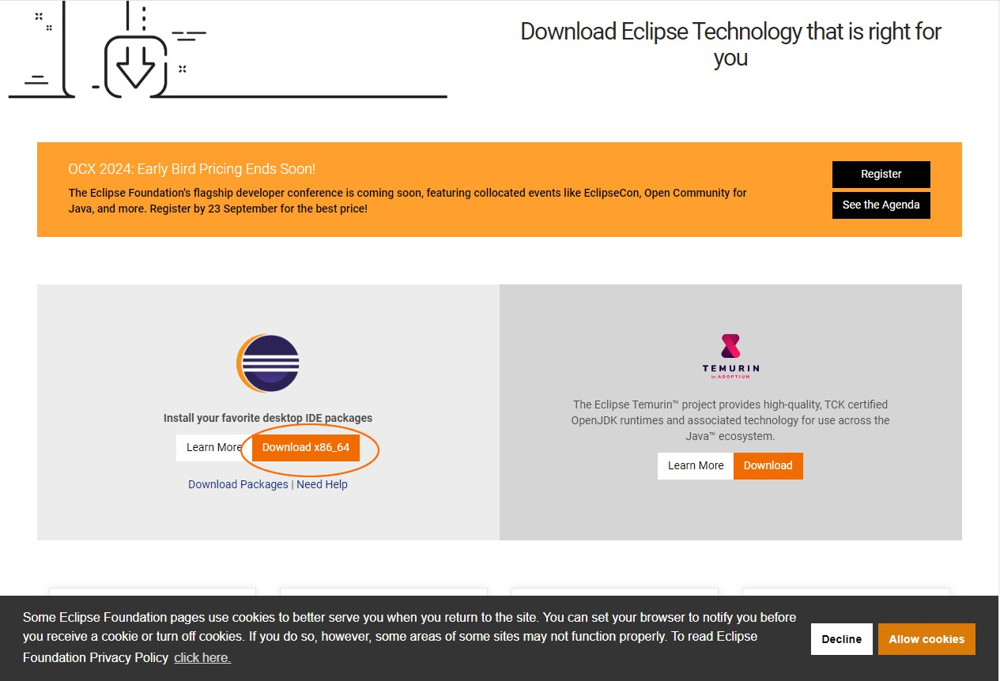 Download Eclipse Technology that is right for
you
OCX 2024: Early Bird Pricing Ends Soon!
The Eclipse Foundation's flagship developer conference is coming soon, featuring collocated events like EclipseCon, Open Community for
Java, and more. Register by 23 September for the best price!
Register
See the Agenda
Install your favorite desktop IDE packages
Learn More
Download x86_64
Download Packages | Need Help
TEMURIN
by ADOPTIUM
The Eclipse Temurin™ project provides high-quality, TCK certified
OpenJDK runtimes and associated technology for use across the
Java™ ecosystem.
Learn More
Download
Some Eclipse Foundation pages use cookies to better serve you when you return to the site. You can set your browser to notify you before
you receive a cookie or turn off cookies. If you do so, however, some areas of some sites may not function properly. To read Eclipse
Foundation Privacy Policy click here.
Decline
Allow cookies